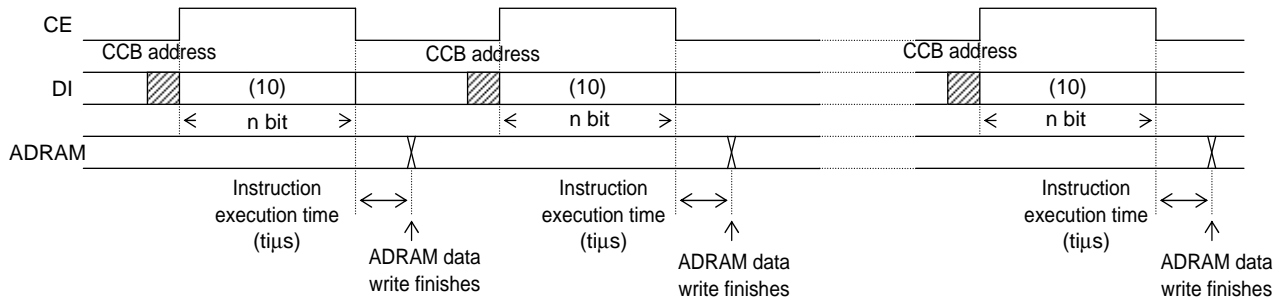 CE
CCB address CCB address CCB address
DI (10) (10) (10)
n bit n bit n bit
ADRAM
Instruction Instruction Instruction
execution time execution time execution time
(tiμs) (tiμs) (tiμs)
ADRAM data ADRAM data ADRAM data
write finishes write finishes write finishes